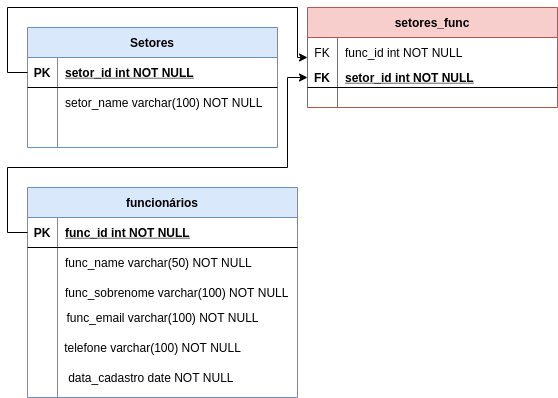 Setores
PK setor_id int NOT NULL
setor_name varchar(100) NOT NULL
setores_func
FK func_id int NOT NULL
FK setor_id int NOT NULL
funcionários
PK func_id int NOT NULL
func_name varchar(50) NOT NULL
func_sobrenome varchar(100) NOT NULL
func_email varchar(100) NOT NULL
telefone varchar(100) NOT NULL
data_cadastro date NOT NULL